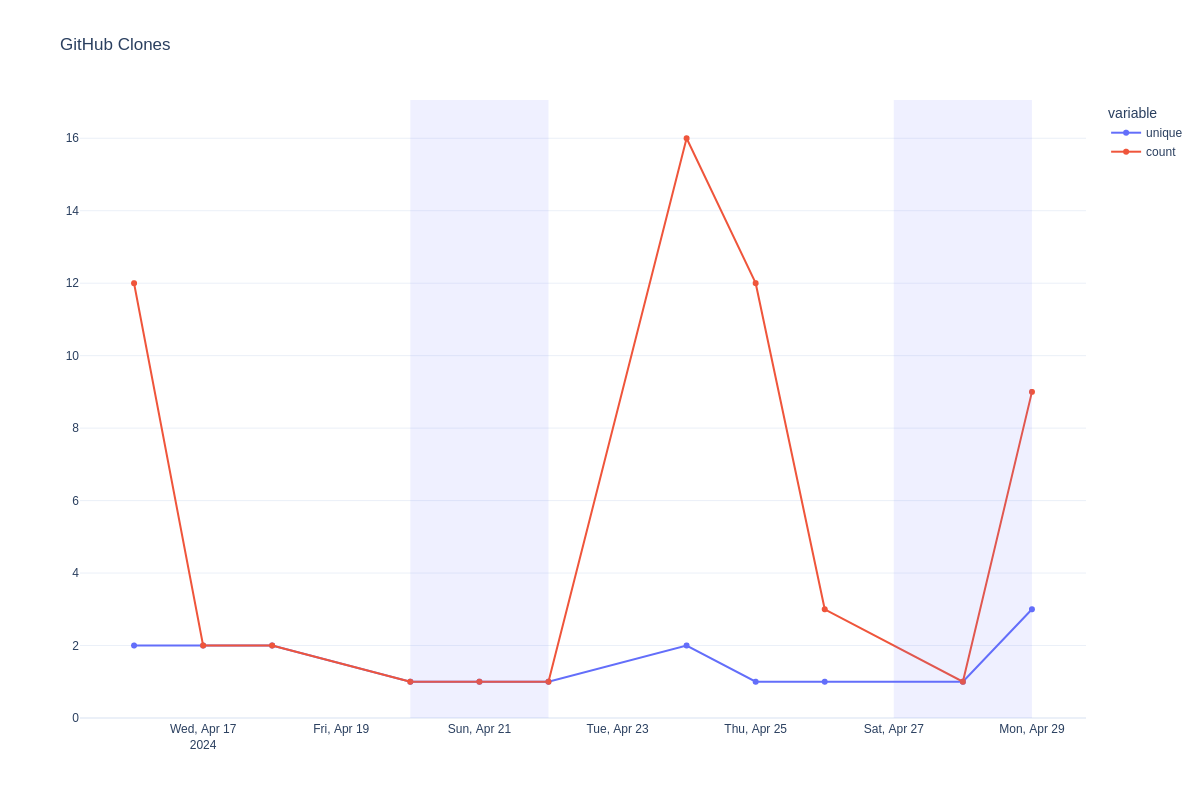 GitHub Clones
variable
unique
count
16
14
12
10
8
6
4
2
0
Wed, Apr 17
2024
Fri, Apr 19
Sun, Apr 21
Tue, Apr 23
Thu, Apr 25
Sat, Apr 27
Mon, Apr 29